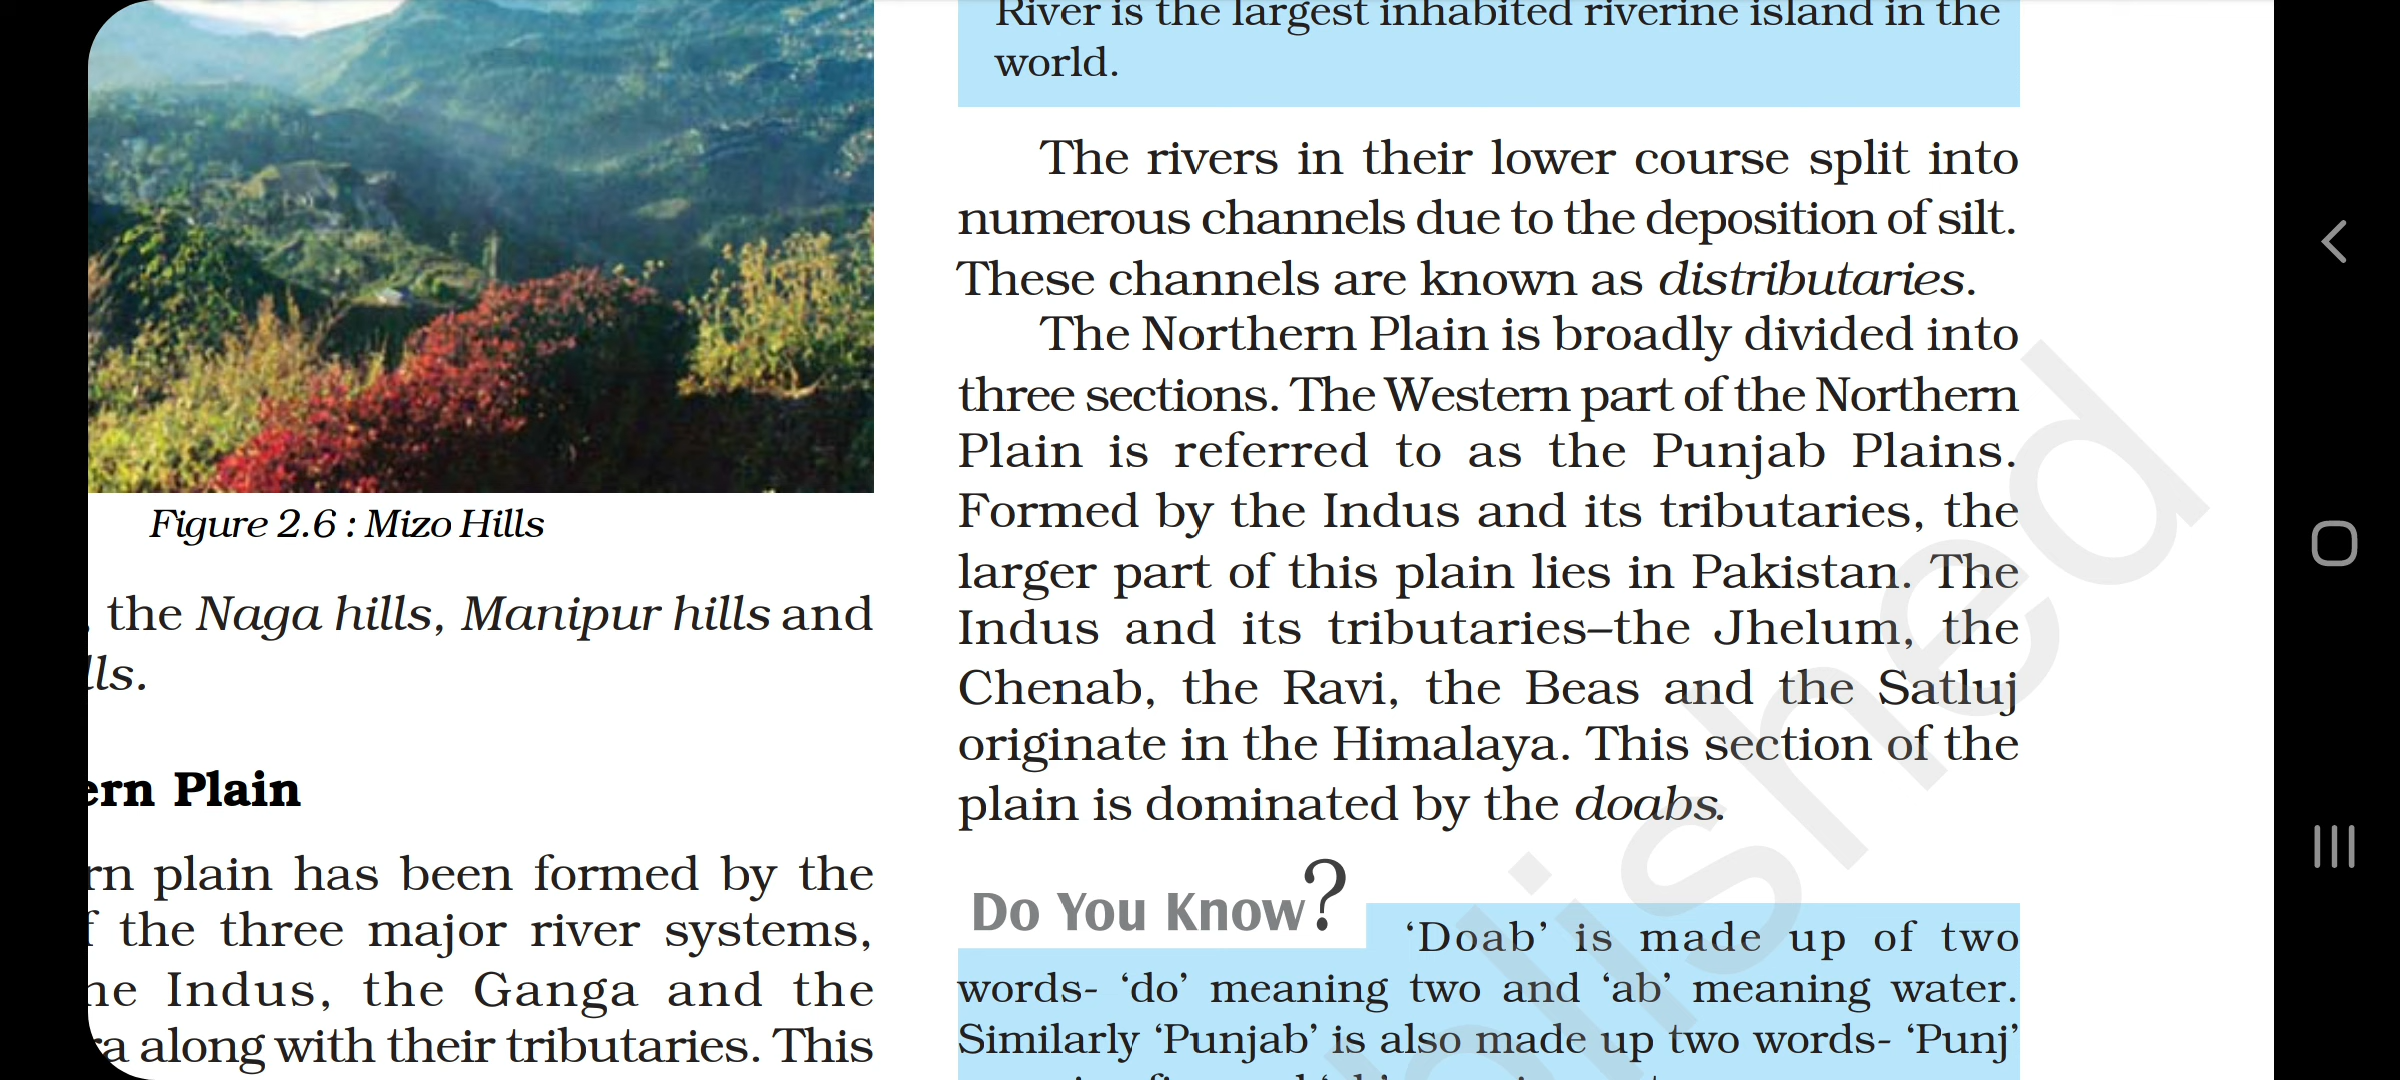 Figure 2.6 : Mizo Hills
, the Naga hills, Manipur hills and
lls.
ern Plain
rn plain has been formed by the
f the three major river systems,
ne Indus, the Ganga and the
ra along with their tributaries. This
River is the largest inhabited riverine island in the
world.
The rivers in their lower course split into
numerous channels due to the deposition of silt.
These channels are known as distributaries.
The Northern Plain is broadly divided into
three sections. The Western part of the Northern
Plain is referred to as the Punjab Plains.
Formed by the Indus and its tributaries, the
larger part of this plain lies in Pakistan. The
Indus and its tributaries–the Jhelum, the
Chenab, the Ravi, the Beas and the Satluj
originate in the Himalaya. This section of the
plain is dominated by the doabs.
Do You Know?
‘Doab’ is made up of two
words- ‘do’ meaning two and ‘ab’ meaning water.
Similarly ‘Punjab’ is also made up two words- ‘Punj’
blished